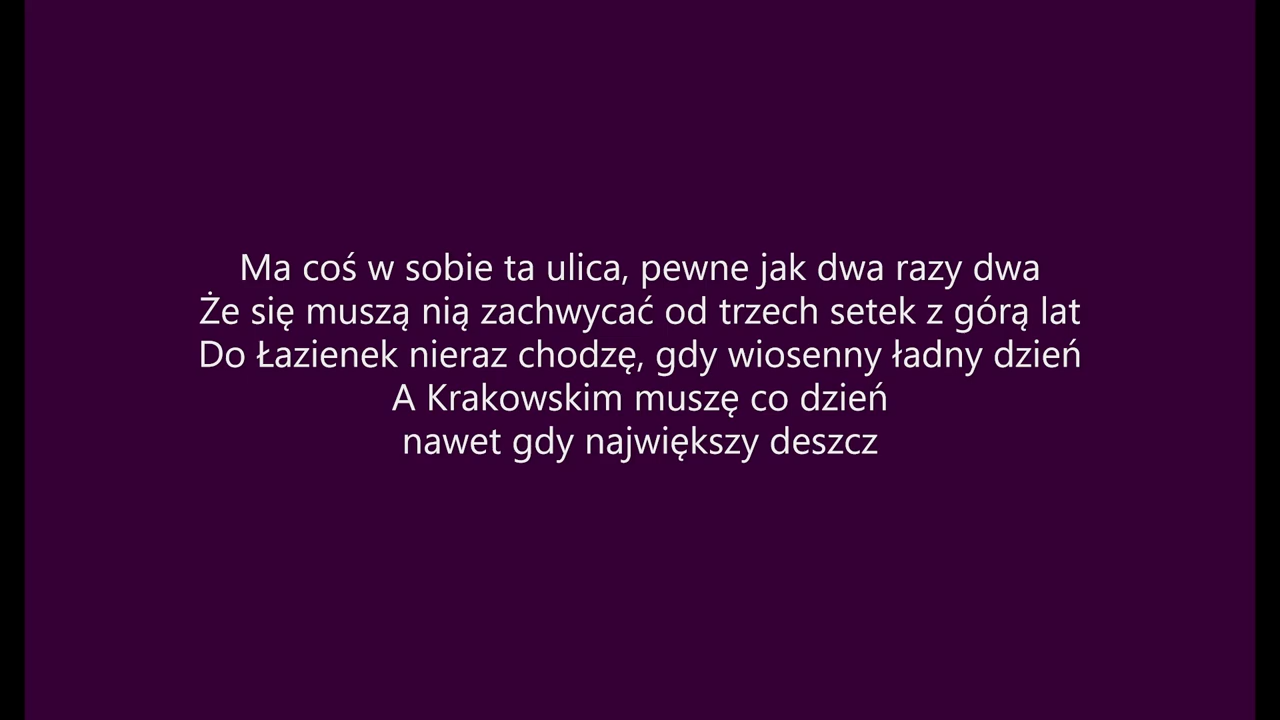 Ma coś w sobie ta ulica, pewne jak dwa razy dwa
Że się muszą nią zachwycać od trzech setek z górą lat
Do Łazienek nieraz chodzę, gdy wiosenny ładny dzień
A Krakowskim muszę co dzień
nawet gdy największy deszcz